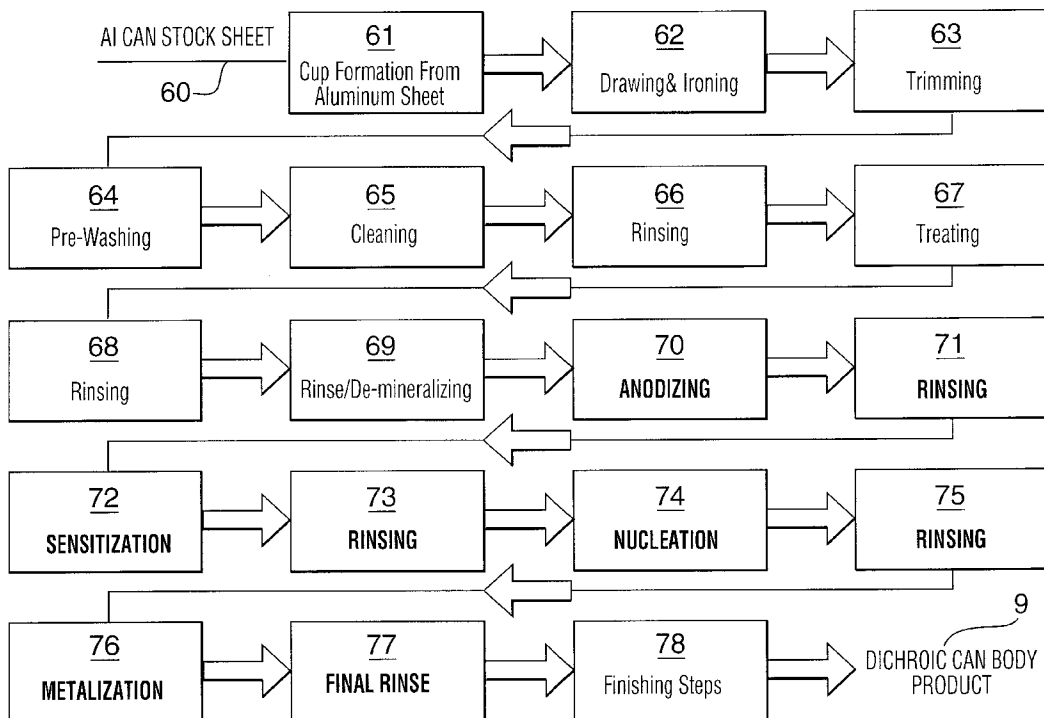 AI CAN STOCK SHEET
60
61
Cup Formation From
Aluminum Sheet
62
Drawing& Ironing
63
Trimming
64
Pre-Washing
65
Cleaning
66
Rinsing
67
Treating
68
Rinsing
69
Rinse/De-mineralizing
70
ANODIZING
71
RINSING
72
SENSITIZATION
73
RINSING
74
NUCLEATION
75
RINSING
76
METALIZATION
77
FINAL RINSE
78
Finishing Steps
9
DICHROIC CAN BODY
PRODUCT